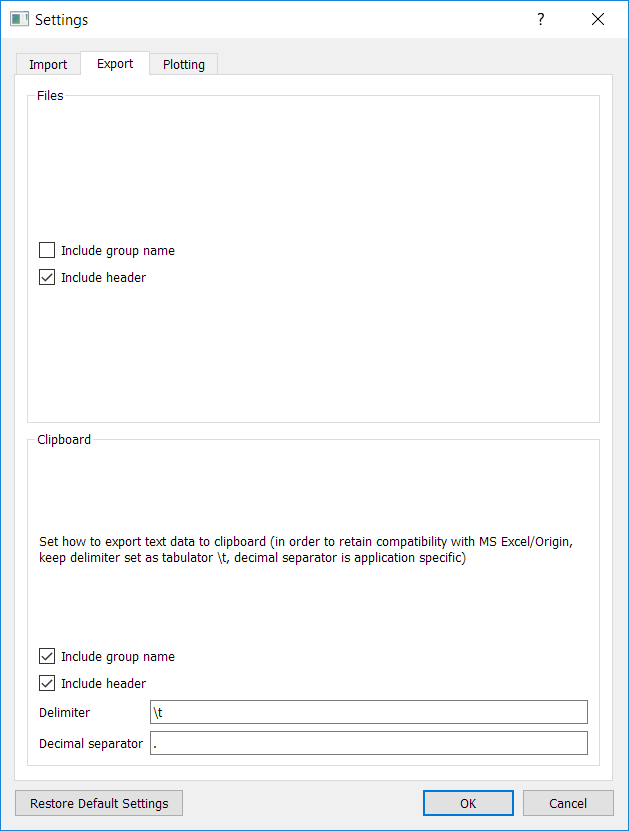 Settings
?
Import
Export
Plotting
Files
Include group name
Include header
Clipboard
Set how to export text data to clipboard (in order to retain compatibility with MS Excel/Origin,
keep delimiter set as tabulator \t, decimal separator is application specific)
Include group name
Include header
Delimiter
\t
Decimal separator
.
Restore Default Settings
OK
Cancel